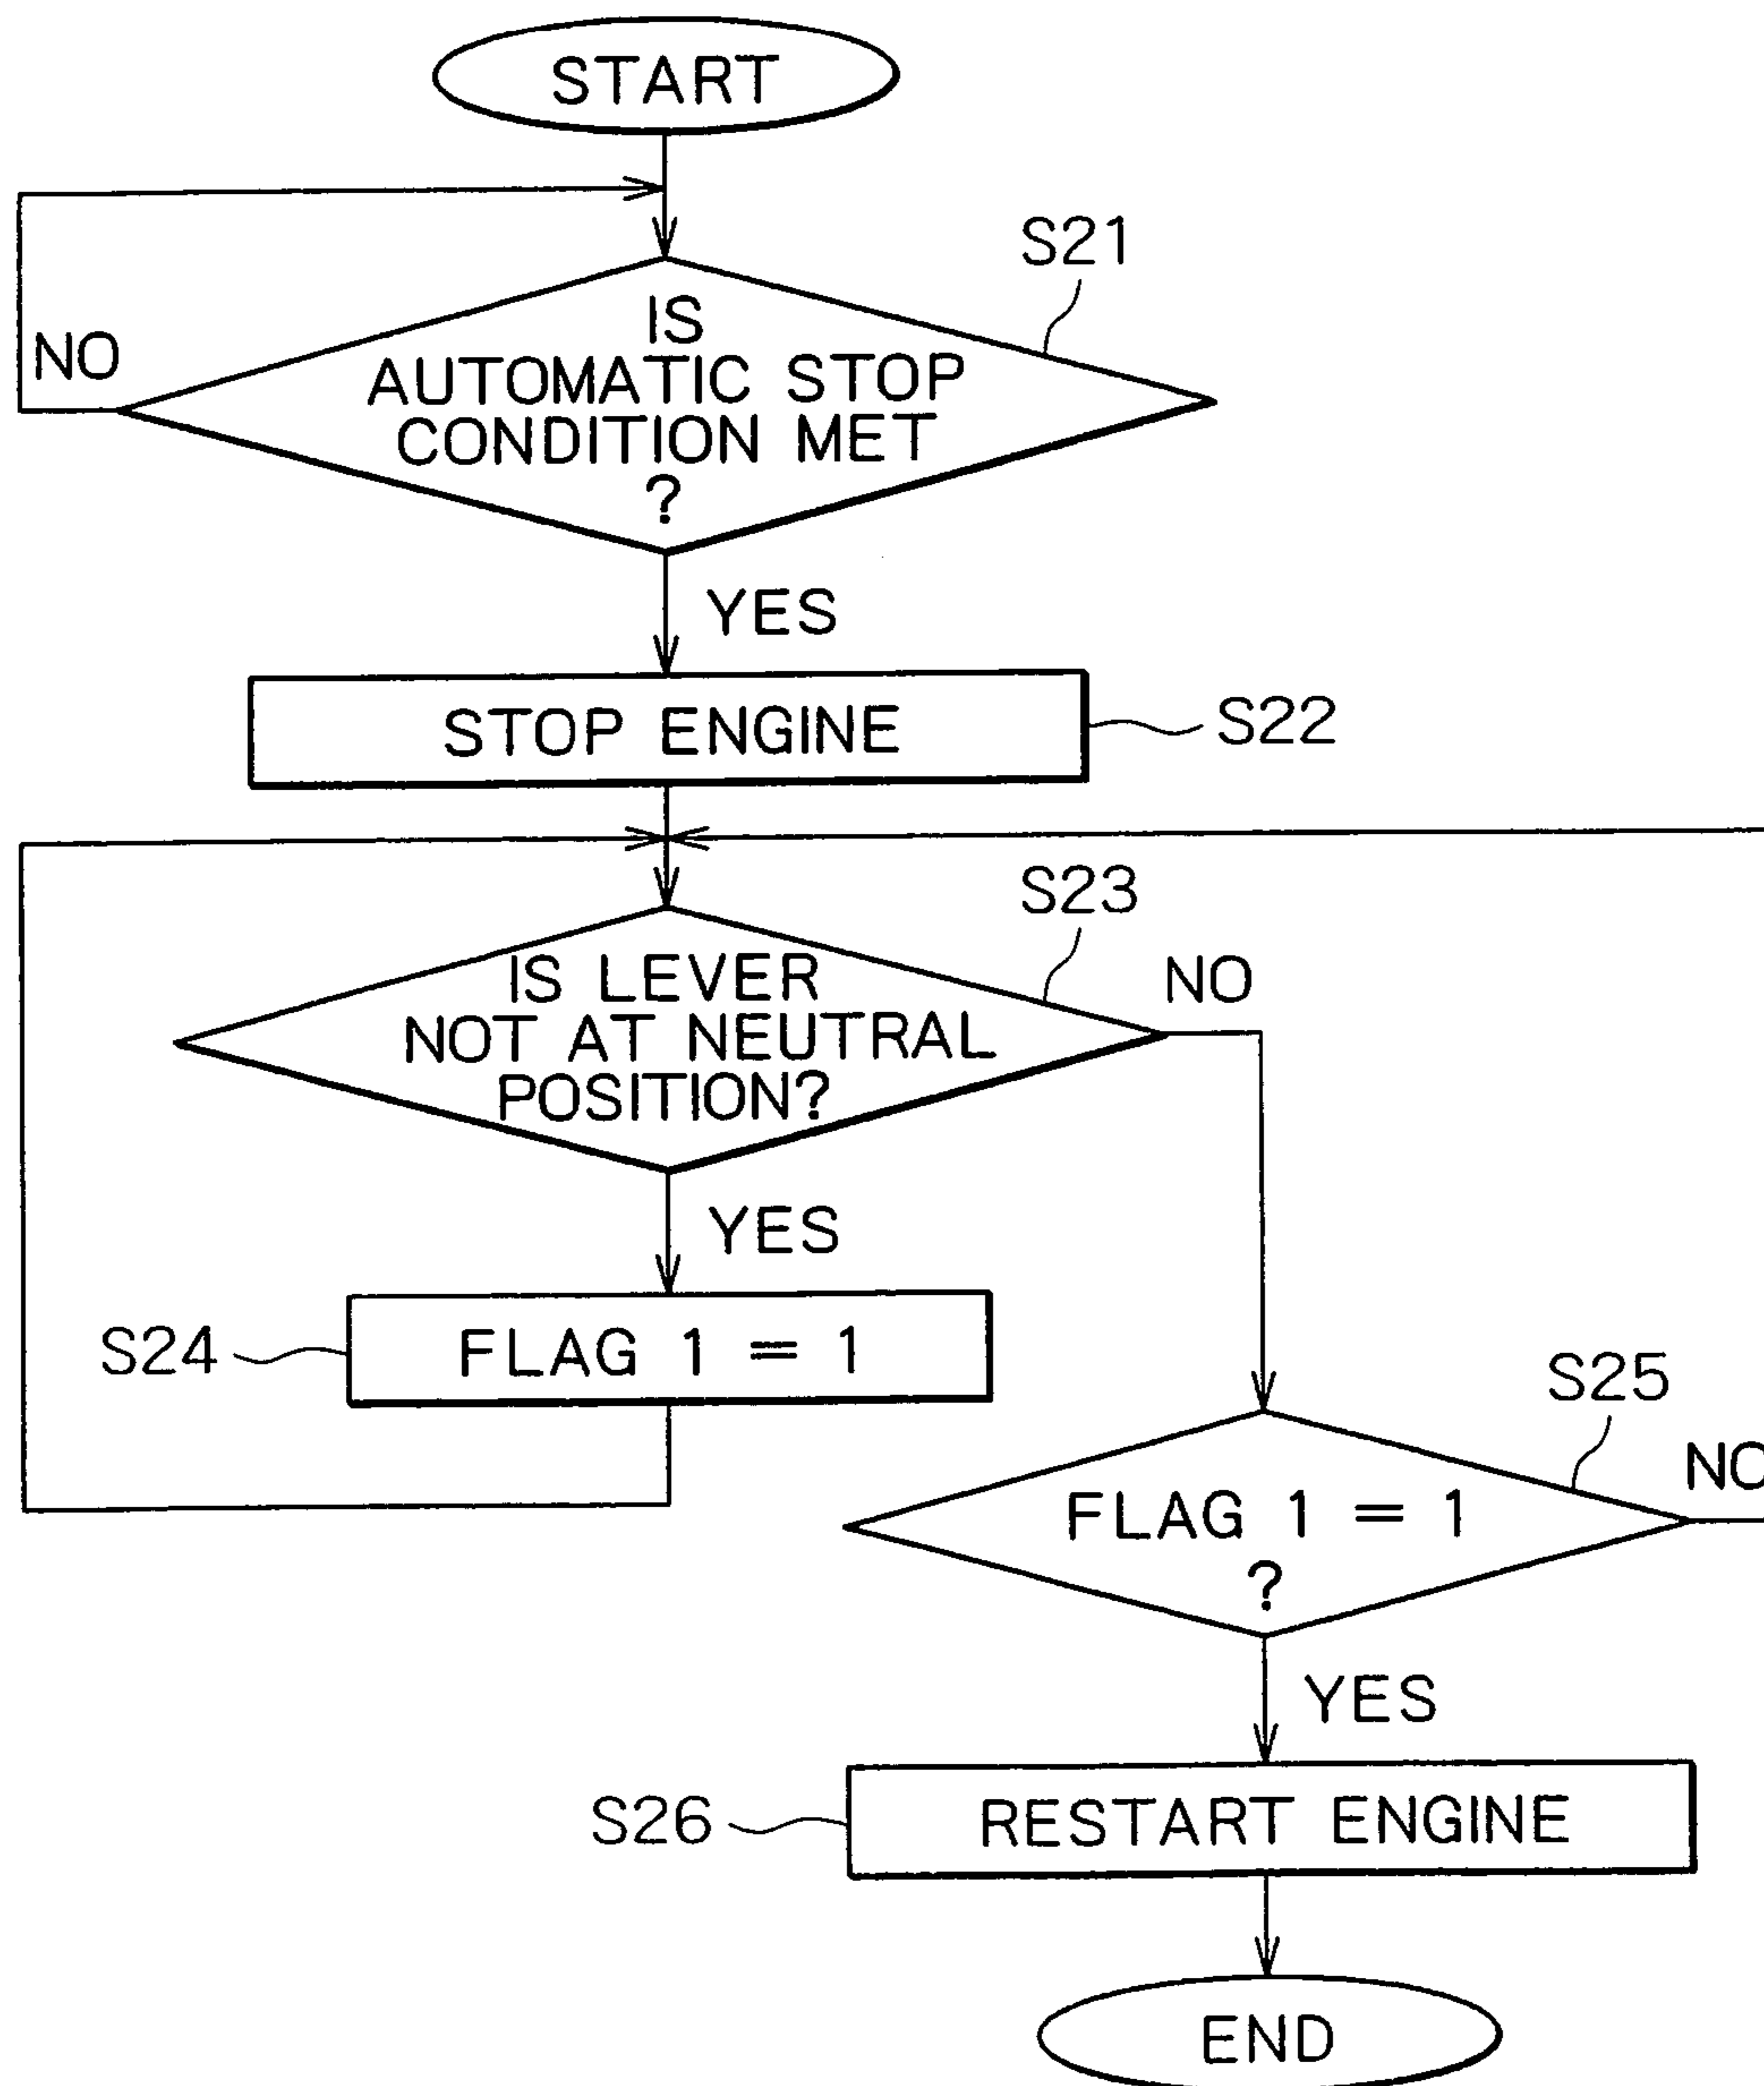 START
S21
NO
IS
AUTOMATIC STOP
CONDITION MET
?
YES
STOP ENGINE
S22
S23
IS LEVER
NOT AT NEUTRAL
POSITION?
NO
YES
S24
FLAG 1 = 1
S25
NO
FLAG 1 = 1
?
YES
S26
RESTART ENGINE
END